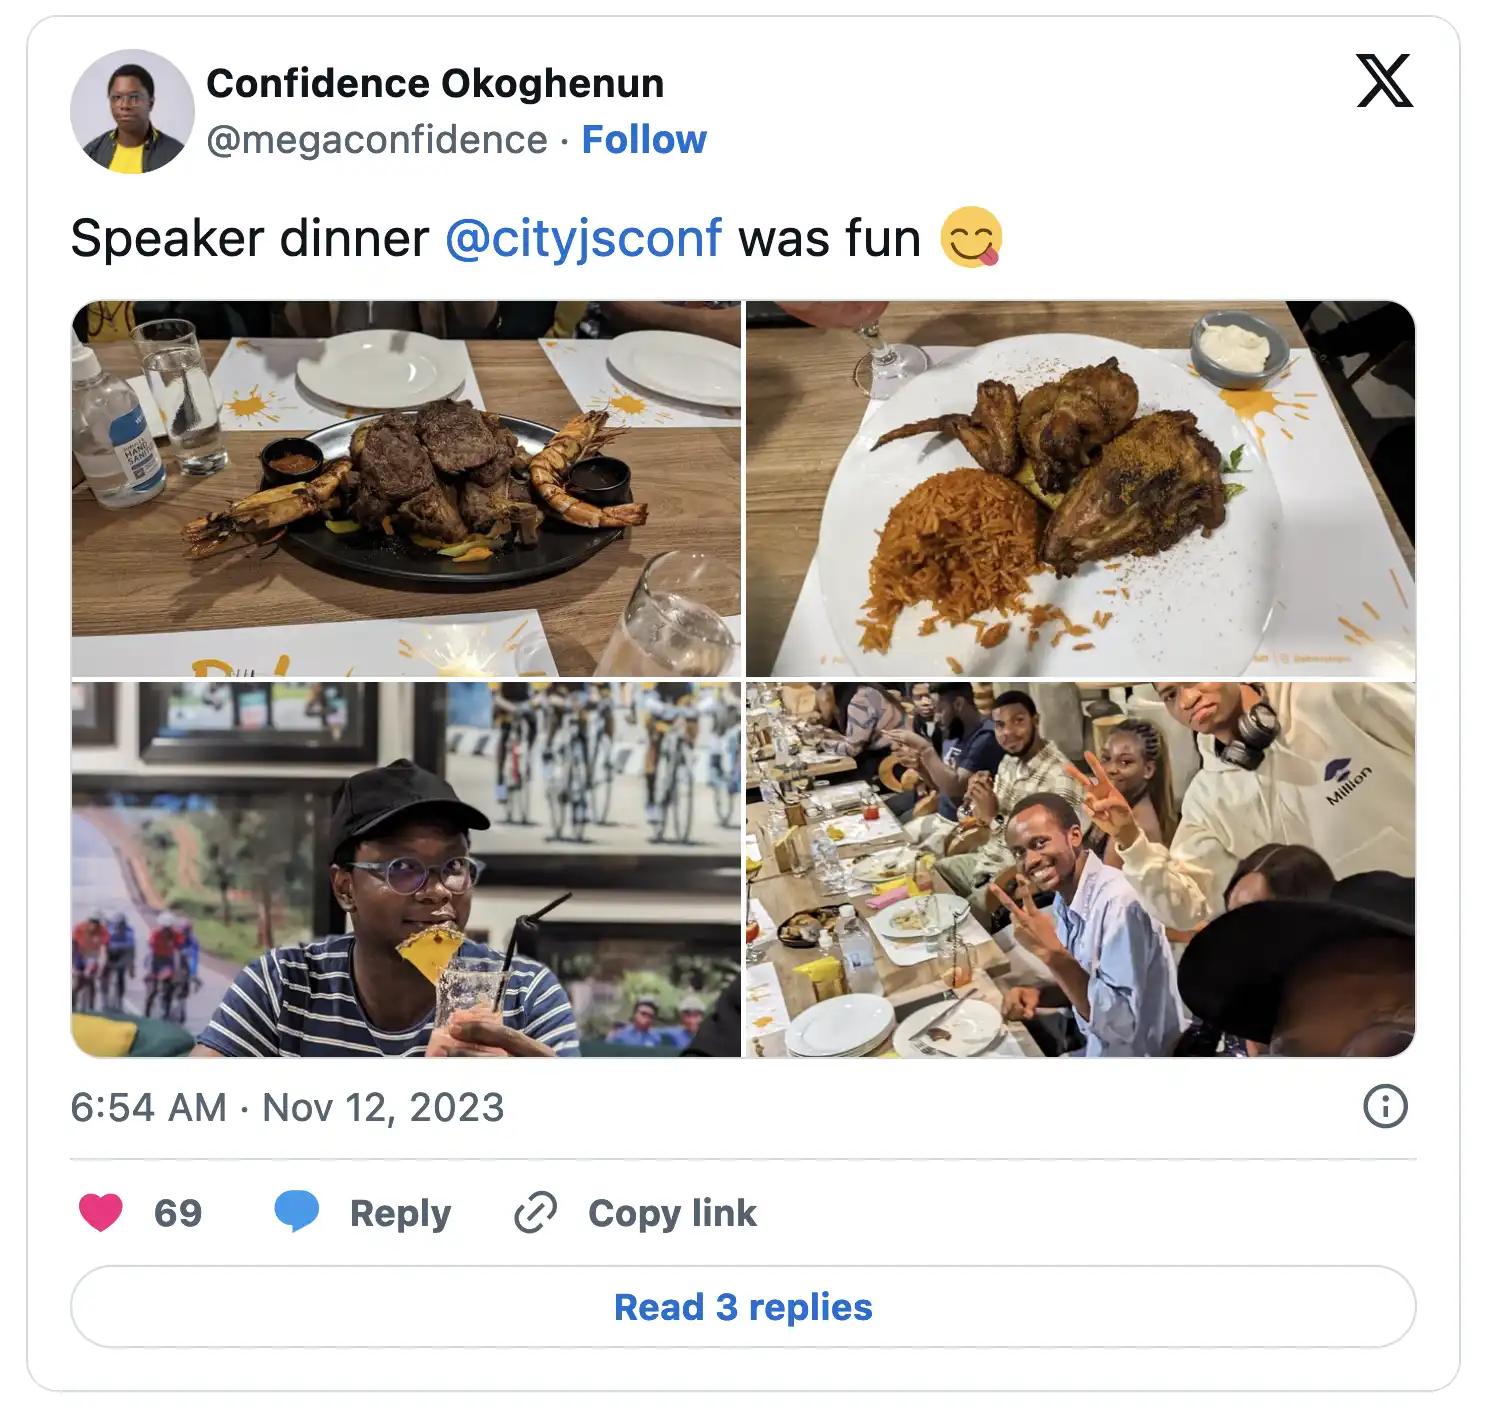 Confidence Okoghenun
@megaconfidence · Follow
Speaker dinner @cityjsconf was fun 😋
HAND
Million
6:54 AM · Nov 12, 2023
69
Reply
Copy link
Read 3 replies